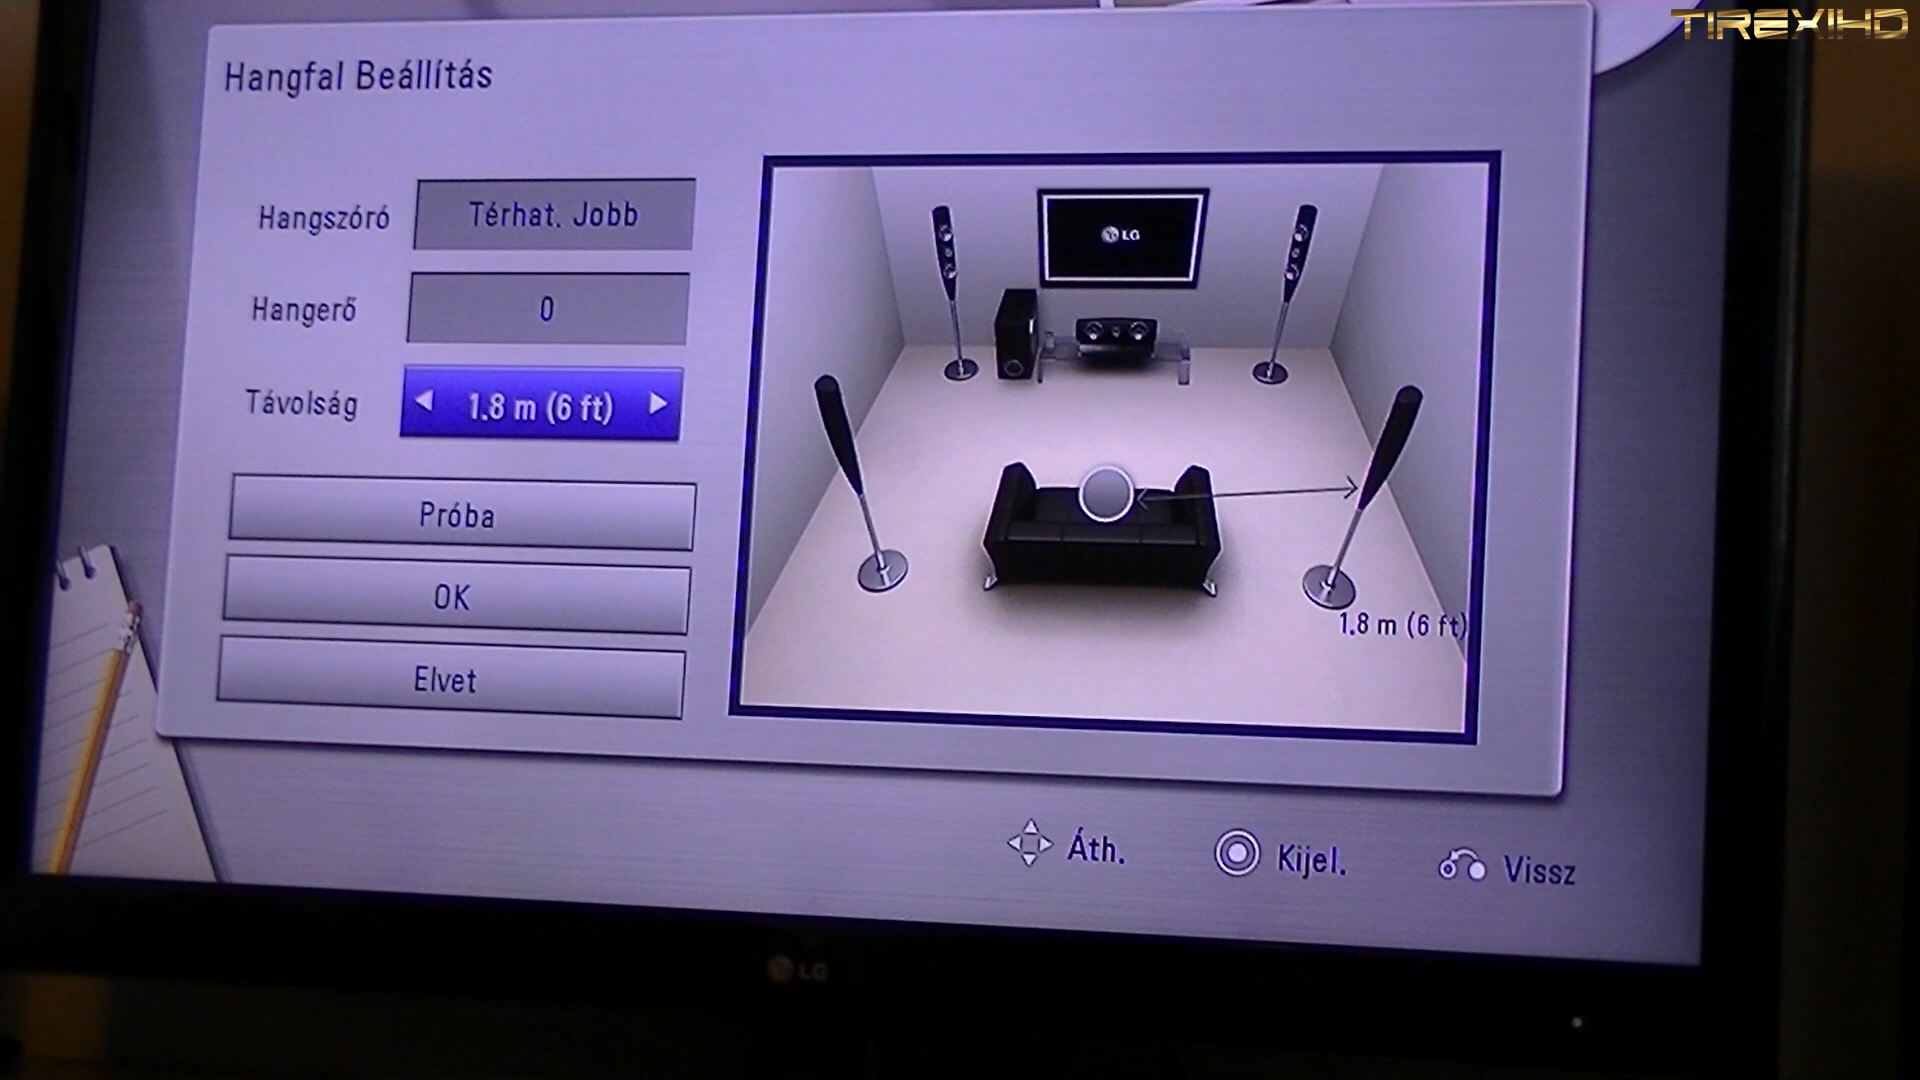 TIREXIHD
Hangfal Beállítás
Hangszóró
Térhat. Jobb
Hangerő
0
Távolság
1.8 m (6 ft)
Próba
OK
Elvet
LG
1.8 m (6 ft)
Áth.
Kijel.
Vissz
LG